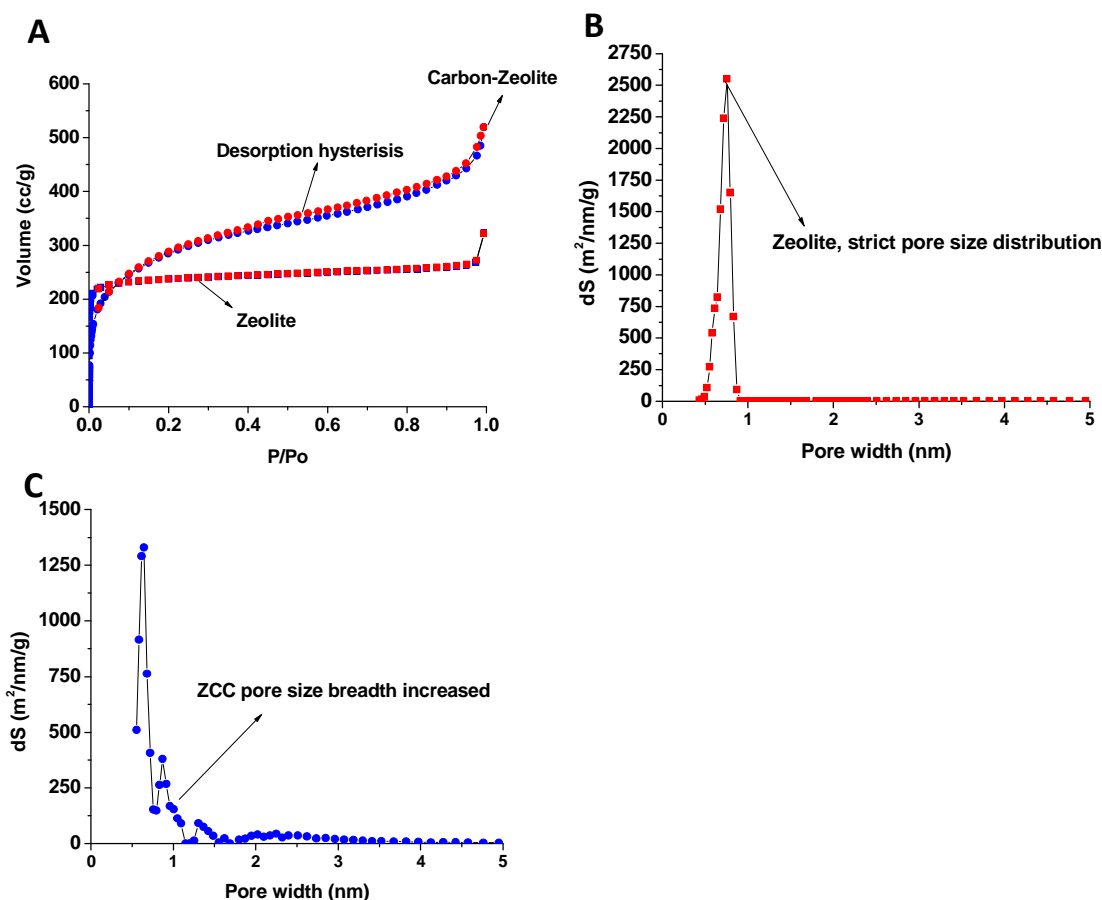 A
Volume (cc/g)
600
500
400
300
200
100
0
0.0 0.2 0.4 0.6 0.8 1.0
P/Po
Carbon-Zeolite
Desorption hysterisis
Zeolite
B
dS (m²/nm/g)
2750
2500
2250
2000
1750
1500
1250
1000
750
500
250
0
0 1 2 3 4 5
Pore width (nm)
Zeolite, strict pore size distribution
C
dS (m²/nm/g)
1500
1250
1000
750
500
250
0
0 1 2 3 4 5
Pore width (nm)
ZCC pore size breadth increased